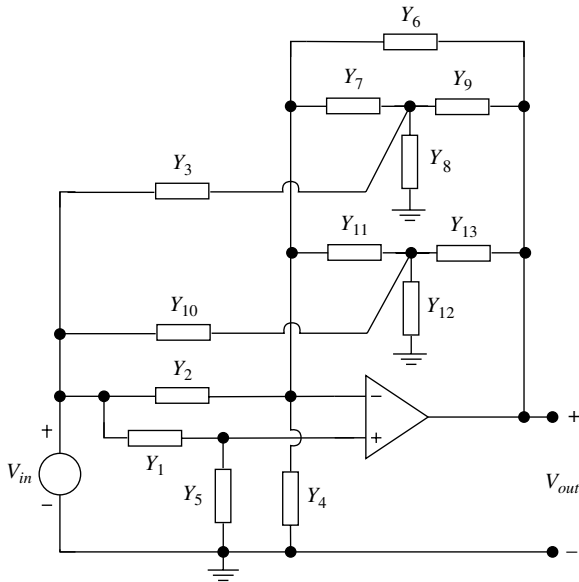 Y6
Y7
Y9
Y3
Y8
Y11
Y13
Y10
Y12
Y2
−
+
+
+
Vin
Y1
Y5
Y4
Vout
−
−